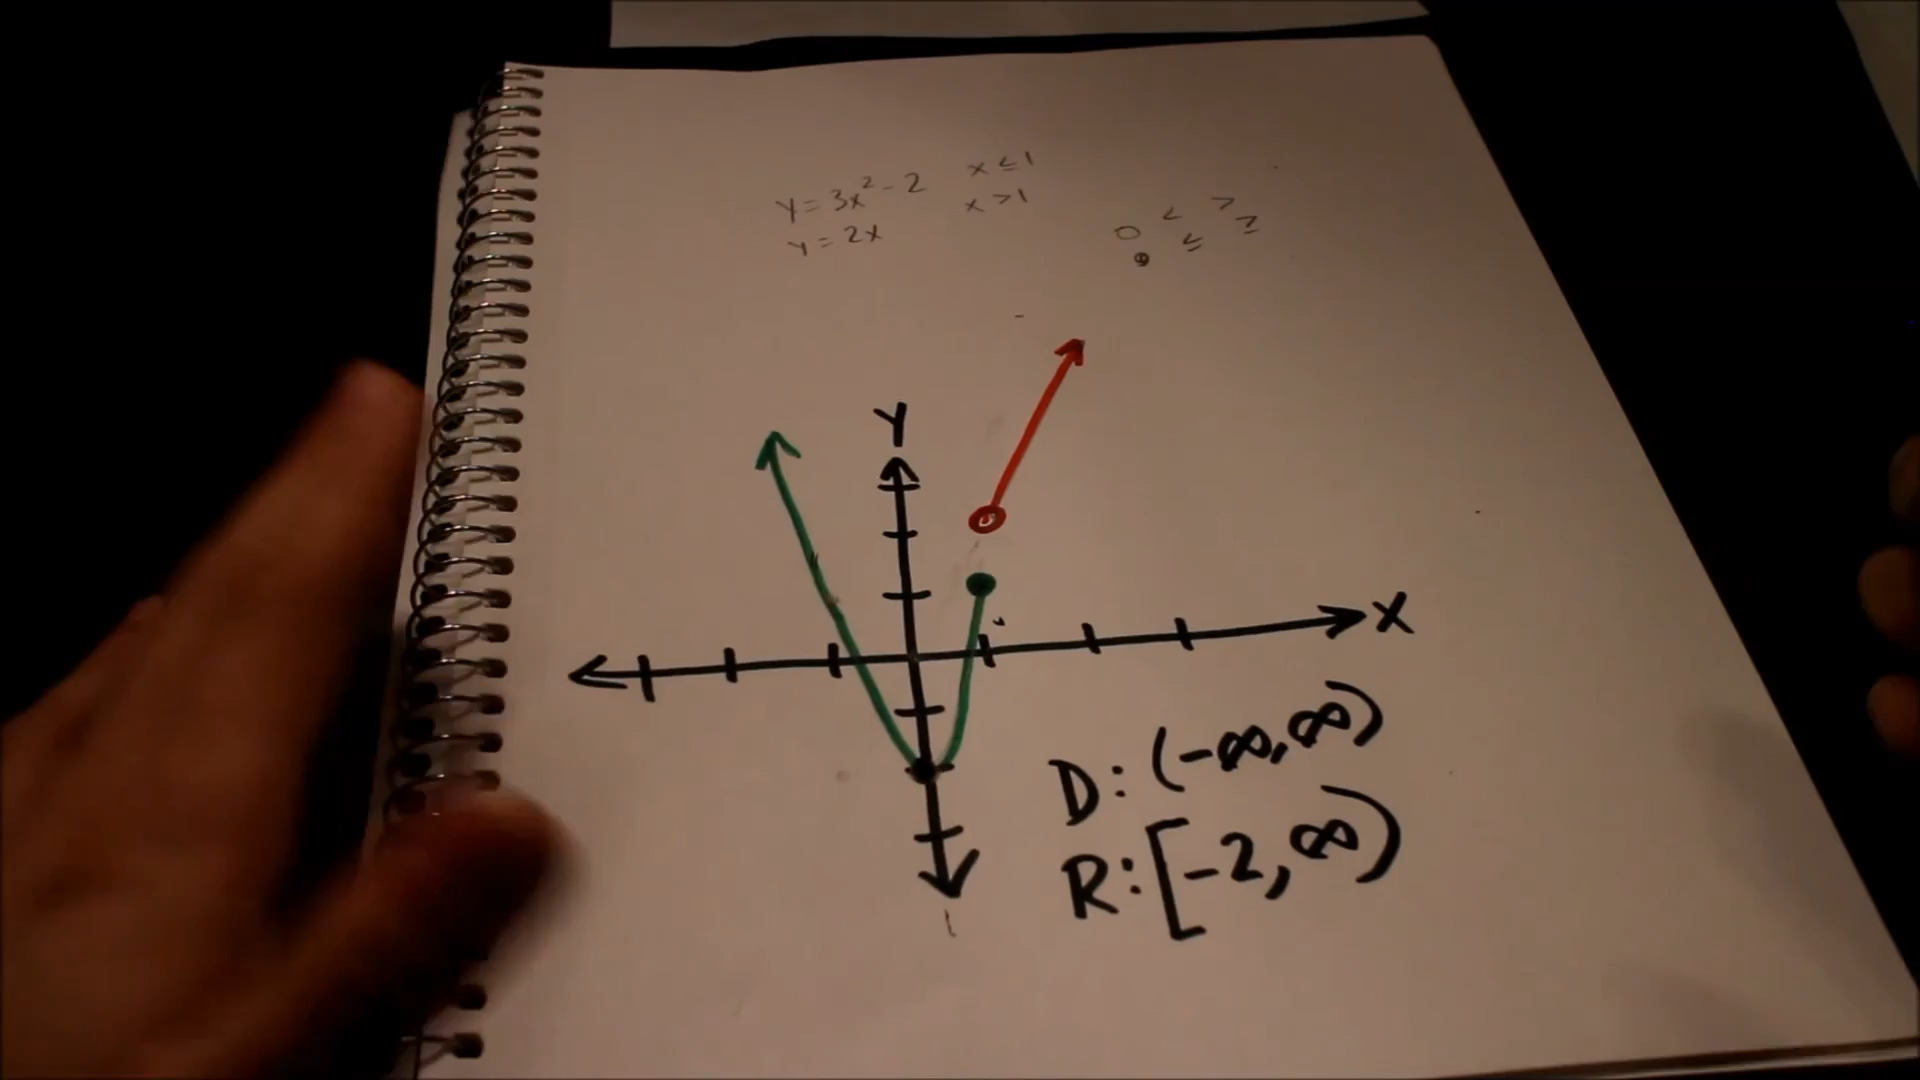 y = 3x² - 2 x ≤ 1
y = 2x x > 1
○ < >
● ≤ ≥
Y
X
D: (-∞, ∞)
R: [-2, ∞)